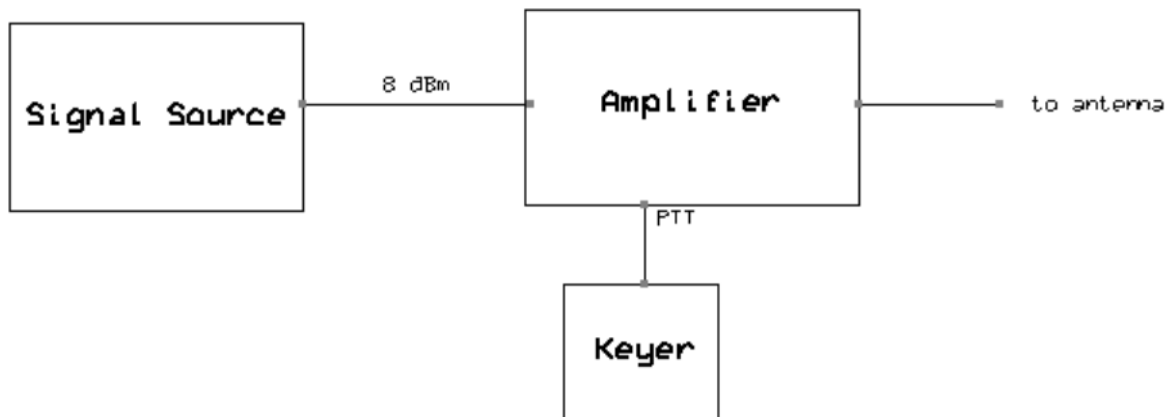 8 dBm
Signal Source
Amplifier
to antenna
PTT
Keyer